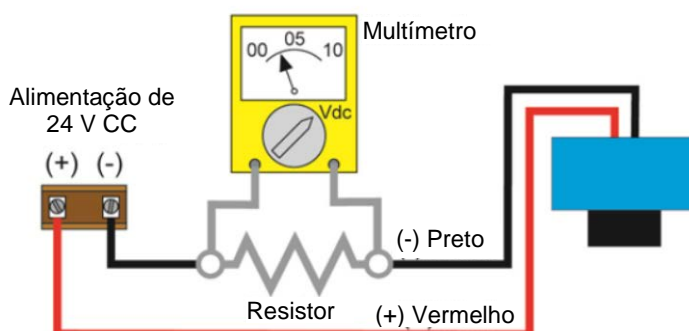 Multímetro
00 05 10
Vdc
Alimentação de
24 V CC
(+) (-)
(-) Preto
Resistor
(+) Vermelho